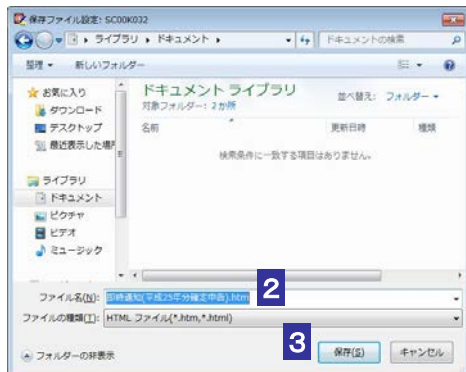 保存ファイル設定: SC00K032
ライブラリ ▸ ドキュメント ▸
ドキュメントの検索
整理 ▾ 新しいフォルダー
お気に入り
ダウンロード
デスクトップ
最近表示した場所
ライブラリ
ドキュメント
ピクチャ
ビデオ
ミュージック
ドキュメント ライブラリ
対象フォルダー: 2 か所
並べ替え: フォルダー ▾
名前 更新日時 種類
検索条件に一致する項目はありません。
ファイル名(N): 即時通知(平成25年分確定申告).htm
2
ファイルの種類(T): HTML ファイル(*.htm,*.html)
3
フォルダーの非表示
保存(S) キャンセル